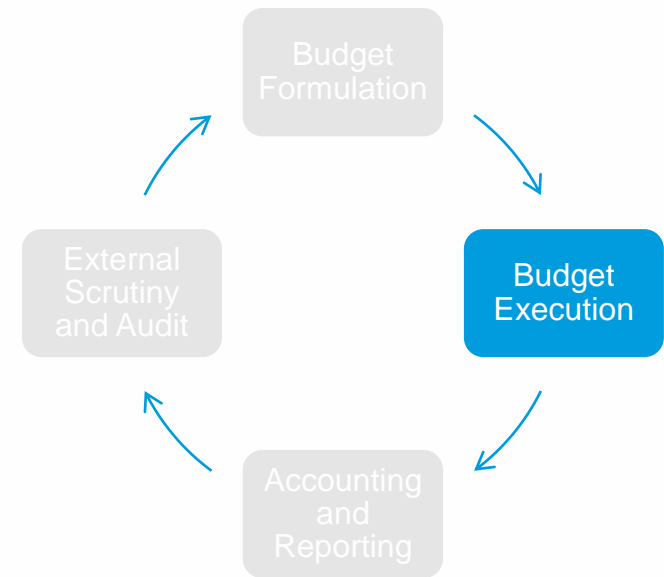 Budget
Formulation
Budget
Execution
Accounting
and
Reporting
External
Scrutiny
and Audit